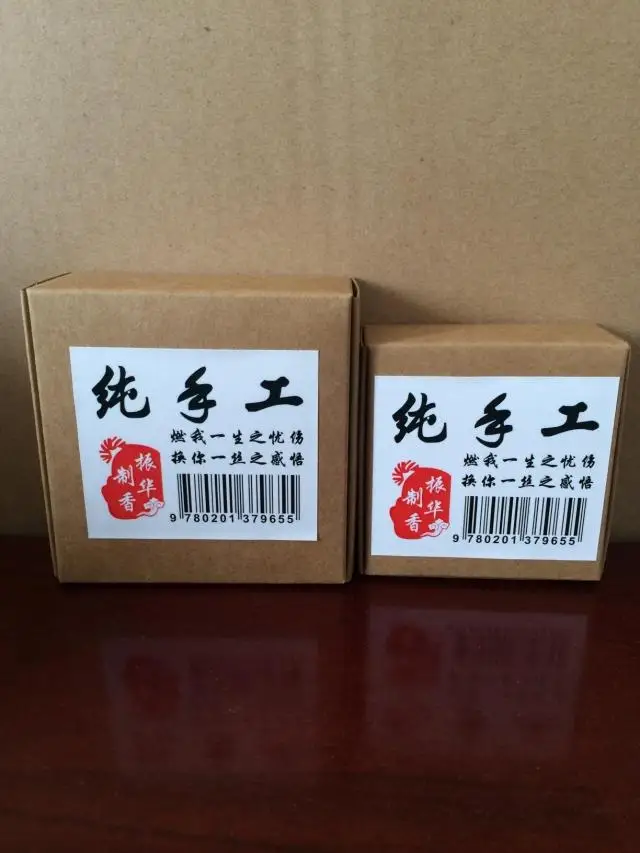 纯手工
燃我一生之忧伤
换你一丝之感悟
振华
制香
9 780201 379655
纯手工
燃我一生之忧伤
换你一丝之感悟
振华
制香
9 780201 379655